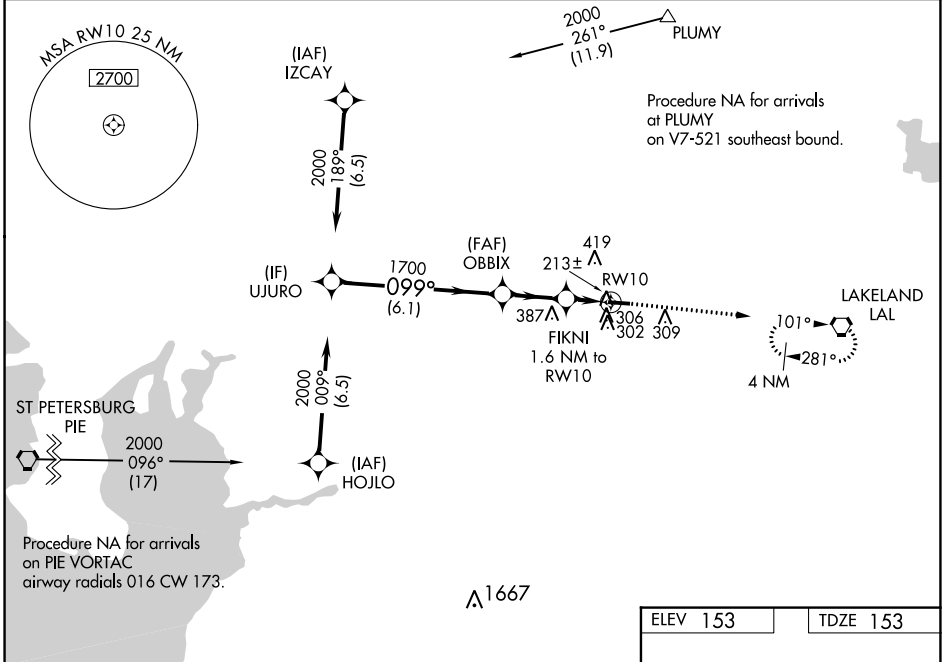 MSA RW10 25 NM
2700
(IAF)
IZCAY
2000
189°
(6.5)
2000
261°
(11.9)
PLUMY
Procedure NA for arrivals
at PLUMY
on V7-521 southeast bound.
(IF)
UJURO
1700
099°
(6.1)
(FAF)
OBBIX
213±
419
RW10
387
306
302
309
FIKNI
1.6 NM to
RW10
LAKELAND
LAL
101°
281°
4 NM
2000
009°
(6.5)
ST PETERSBURG
PIE
2000
096°
(17)
(IAF)
HOJLO
Procedure NA for arrivals
on PIE VORTAC
airway radials 016 CW 173.
1667
ELEV 153
TDZE 153